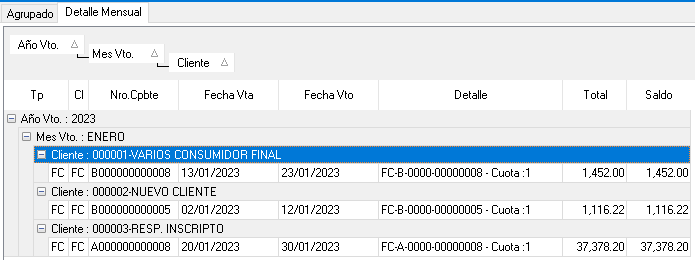 Agrupado Detalle Mensual
Año Vto.
Mes Vto.
Cliente
Tp Cl Nro.Cpbte Fecha Vta Fecha Vto Detalle Total Saldo
Año Vto. : 2023
Mes Vto. : ENERO
Cliente : 000001-VARIOS CONSUMIDOR FINAL
FC FC B000000000008 13/01/2023 23/01/2023 FC-B-0000-00000008 - Cuota :1 1,452.00 1,452.00
Cliente : 000002-NUEVO CLIENTE
FC FC B000000000005 02/01/2023 12/01/2023 FC-B-0000-00000005 - Cuota :1 1,116.22 1,116.22
Cliente : 000003-RESP. INSCRIPTO
FC FC A000000000008 20/01/2023 30/01/2023 FC-A-0000-00000008 - Cuota :1 37,378.20 37,378.20